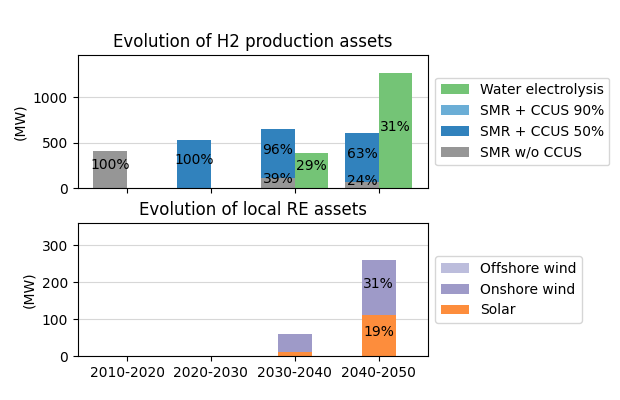 Evolution of H2 production assets
(MW)
1000
500
0
100%
100%
96%
39%
29%
63%
24%
31%
Water electrolysis
SMR + CCUS 90%
SMR + CCUS 50%
SMR w/o CCUS
Evolution of local RE assets
(MW)
300
200
100
0
31%
19%
Offshore wind
Onshore wind
Solar
2010-2020 2020-2030 2030-2040 2040-2050